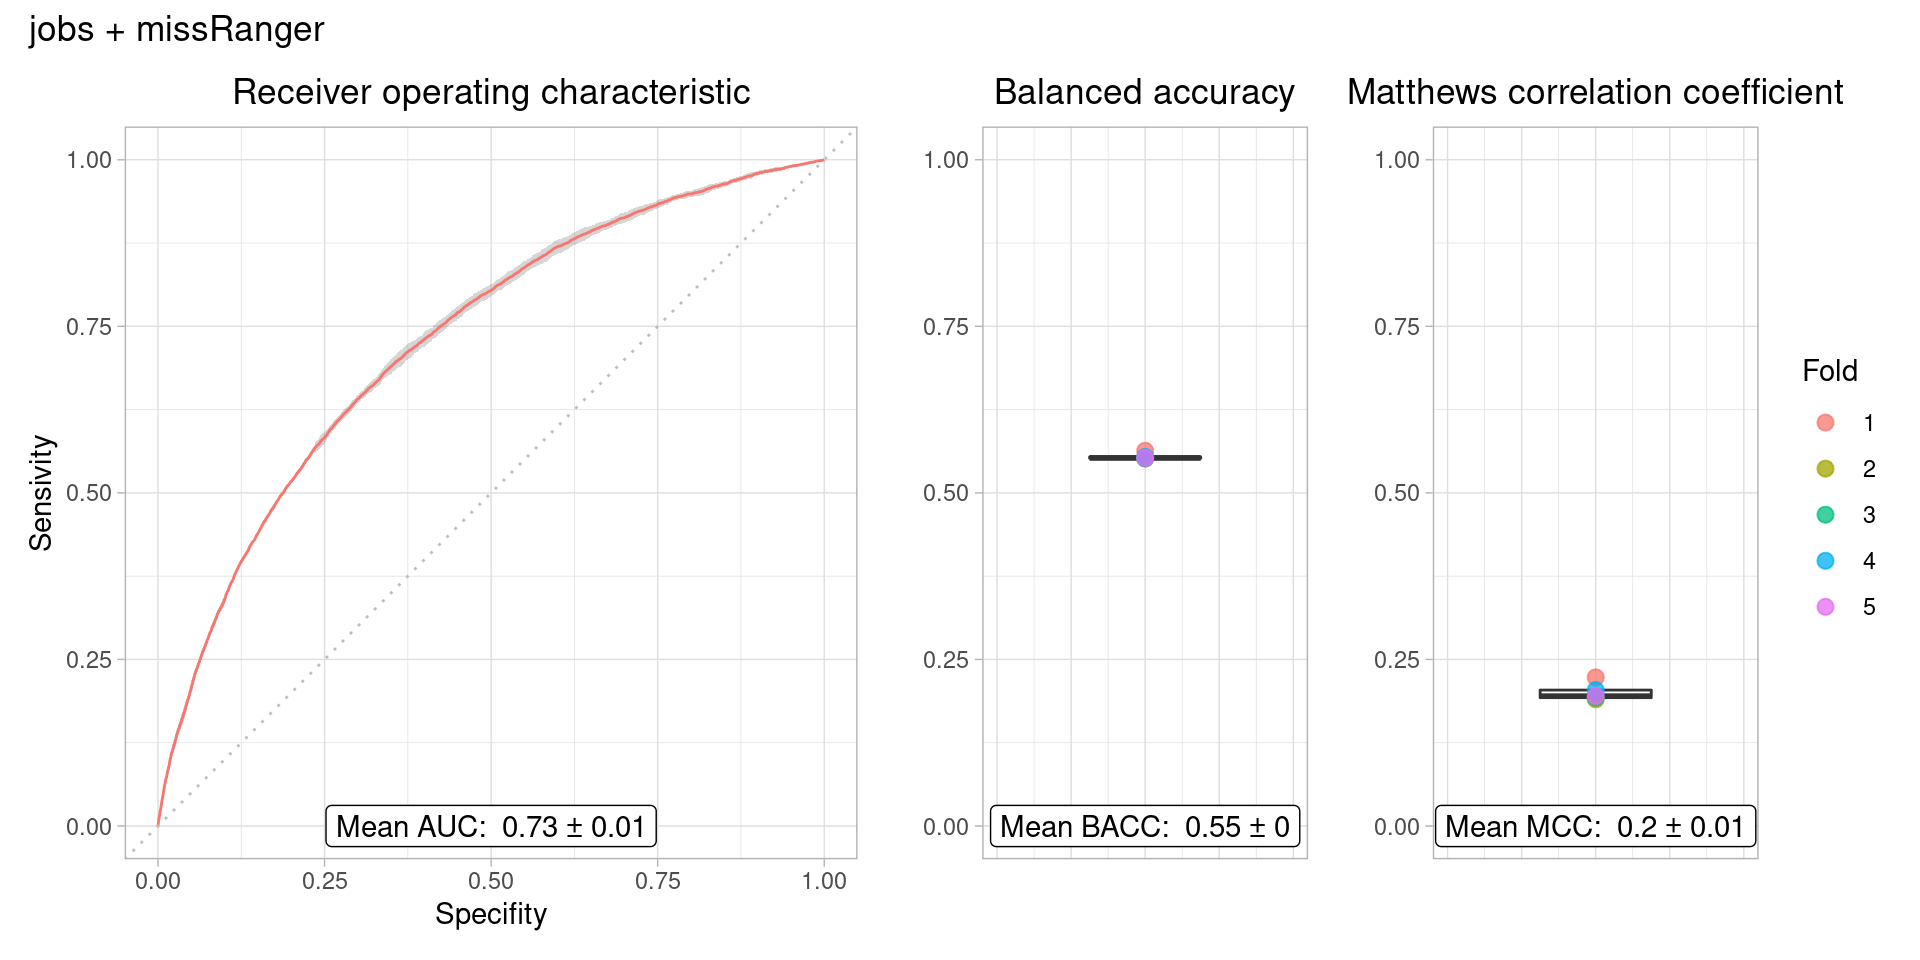 jobs + missRanger
Receiver operating characteristic
Sensivity
1.00
0.75
0.50
0.25
0.00
Mean AUC: 0.73 ± 0.01
0.00 0.25 0.50 0.75 1.00
Specifity
Balanced accuracy
1.00
0.75
0.50
0.25
0.00
Mean BACC: 0.55 ± 0
Matthews correlation coefficient
1.00
0.75
0.50
0.25
0.00
Mean MCC: 0.2 ± 0.01
Fold
1
2
3
4
5